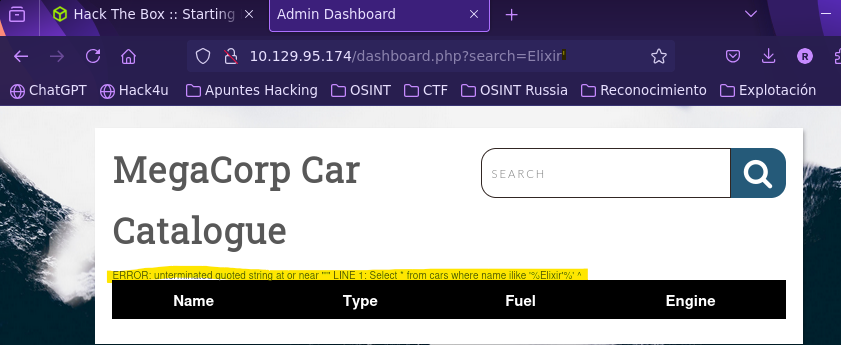 Hack The Box :: Starting
Admin Dashboard
10.129.95.174/dashboard.php?search=Elixir'
R
ChatGPT
Hack4u
Apuntes Hacking
OSINT
CTF
OSINT Russia
Reconocimiento
Explotación
MegaCorp Car
Catalogue
SEARCH
ERROR: unterminated quoted string at or near "'" LINE 1: Select * from cars where name ilike '%Elixir'%' ^
Name Type Fuel Engine